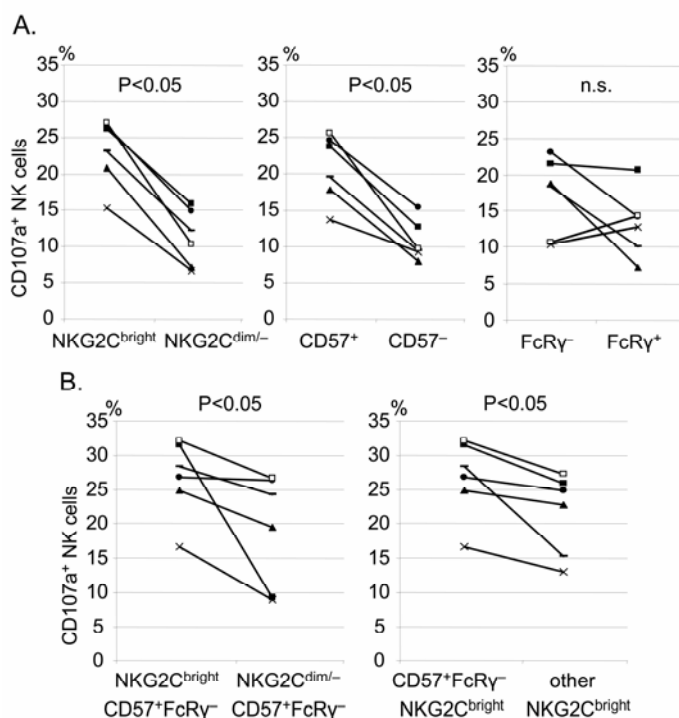 A.
%
35
30
25
20
15
10
5
0
CD107a⁺ NK cells
P<0.05
NKG2Cᵇʳⁱᵍʰᵗ NKG2Cᵈⁱᵐ/⁻
35
30
25
20
15
10
5
0
P<0.05
CD57⁺ CD57⁻
35
30
25
20
15
10
5
0
n.s.
FcRγ⁻ FcRγ⁺
B.
%
35
30
25
20
15
10
5
0
CD107a⁺ NK cells
P<0.05
NKG2Cᵇʳⁱᵍʰᵗ NKG2Cᵈⁱᵐ/⁻
CD57⁺FcRγ⁻ CD57⁺FcRγ⁻
%
35
30
25
20
15
10
5
0
P<0.05
CD57⁺FcRγ⁻ other
NKG2Cᵇʳⁱᵍʰᵗ NKG2Cᵇʳⁱᵍʰᵗ